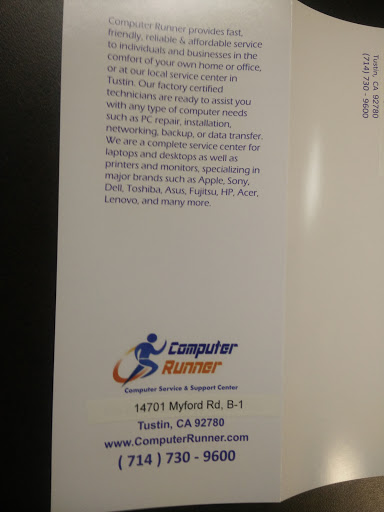 Computer Runner provides fast,
friendly, reliable & affordable service
to individuals and businesses in the
comfort of your own home or office,
or at our local service center in
Tustin. Our factory certified
technicians are ready to assist you
with any type of computer needs
such as PC repair, installation,
networking, backup, or data transfer.
We are a complete service center for
laptops and desktops as well as
printers and monitors, specializing in
major brands such as Apple, Sony,
Dell, Toshiba, Asus, Fujitsu, HP, Acer,
Lenovo, and many more.
Computer
Runner
Computer Service & Support Center
14701 Myford Rd, B-1
Tustin, CA 92780
www.ComputerRunner.com
( 714 ) 730 - 9600
Tustin, CA 92780
(714) 730 - 9600